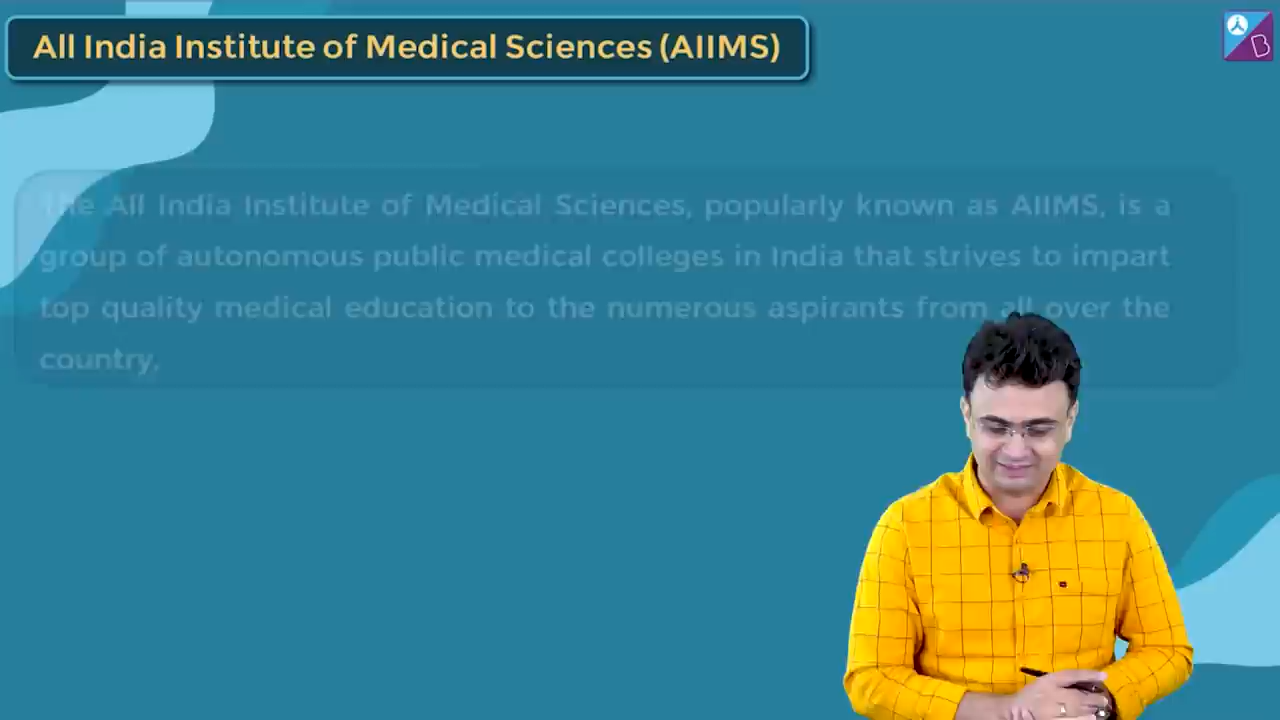 All India Institute of Medical Sciences (AIIMS)
The All India Institute of Medical Sciences, popularly known as AIIMS, is a
group of autonomous public medical colleges in India that strives to impart
top quality medical education to the numerous aspirants from all over the
country.
B